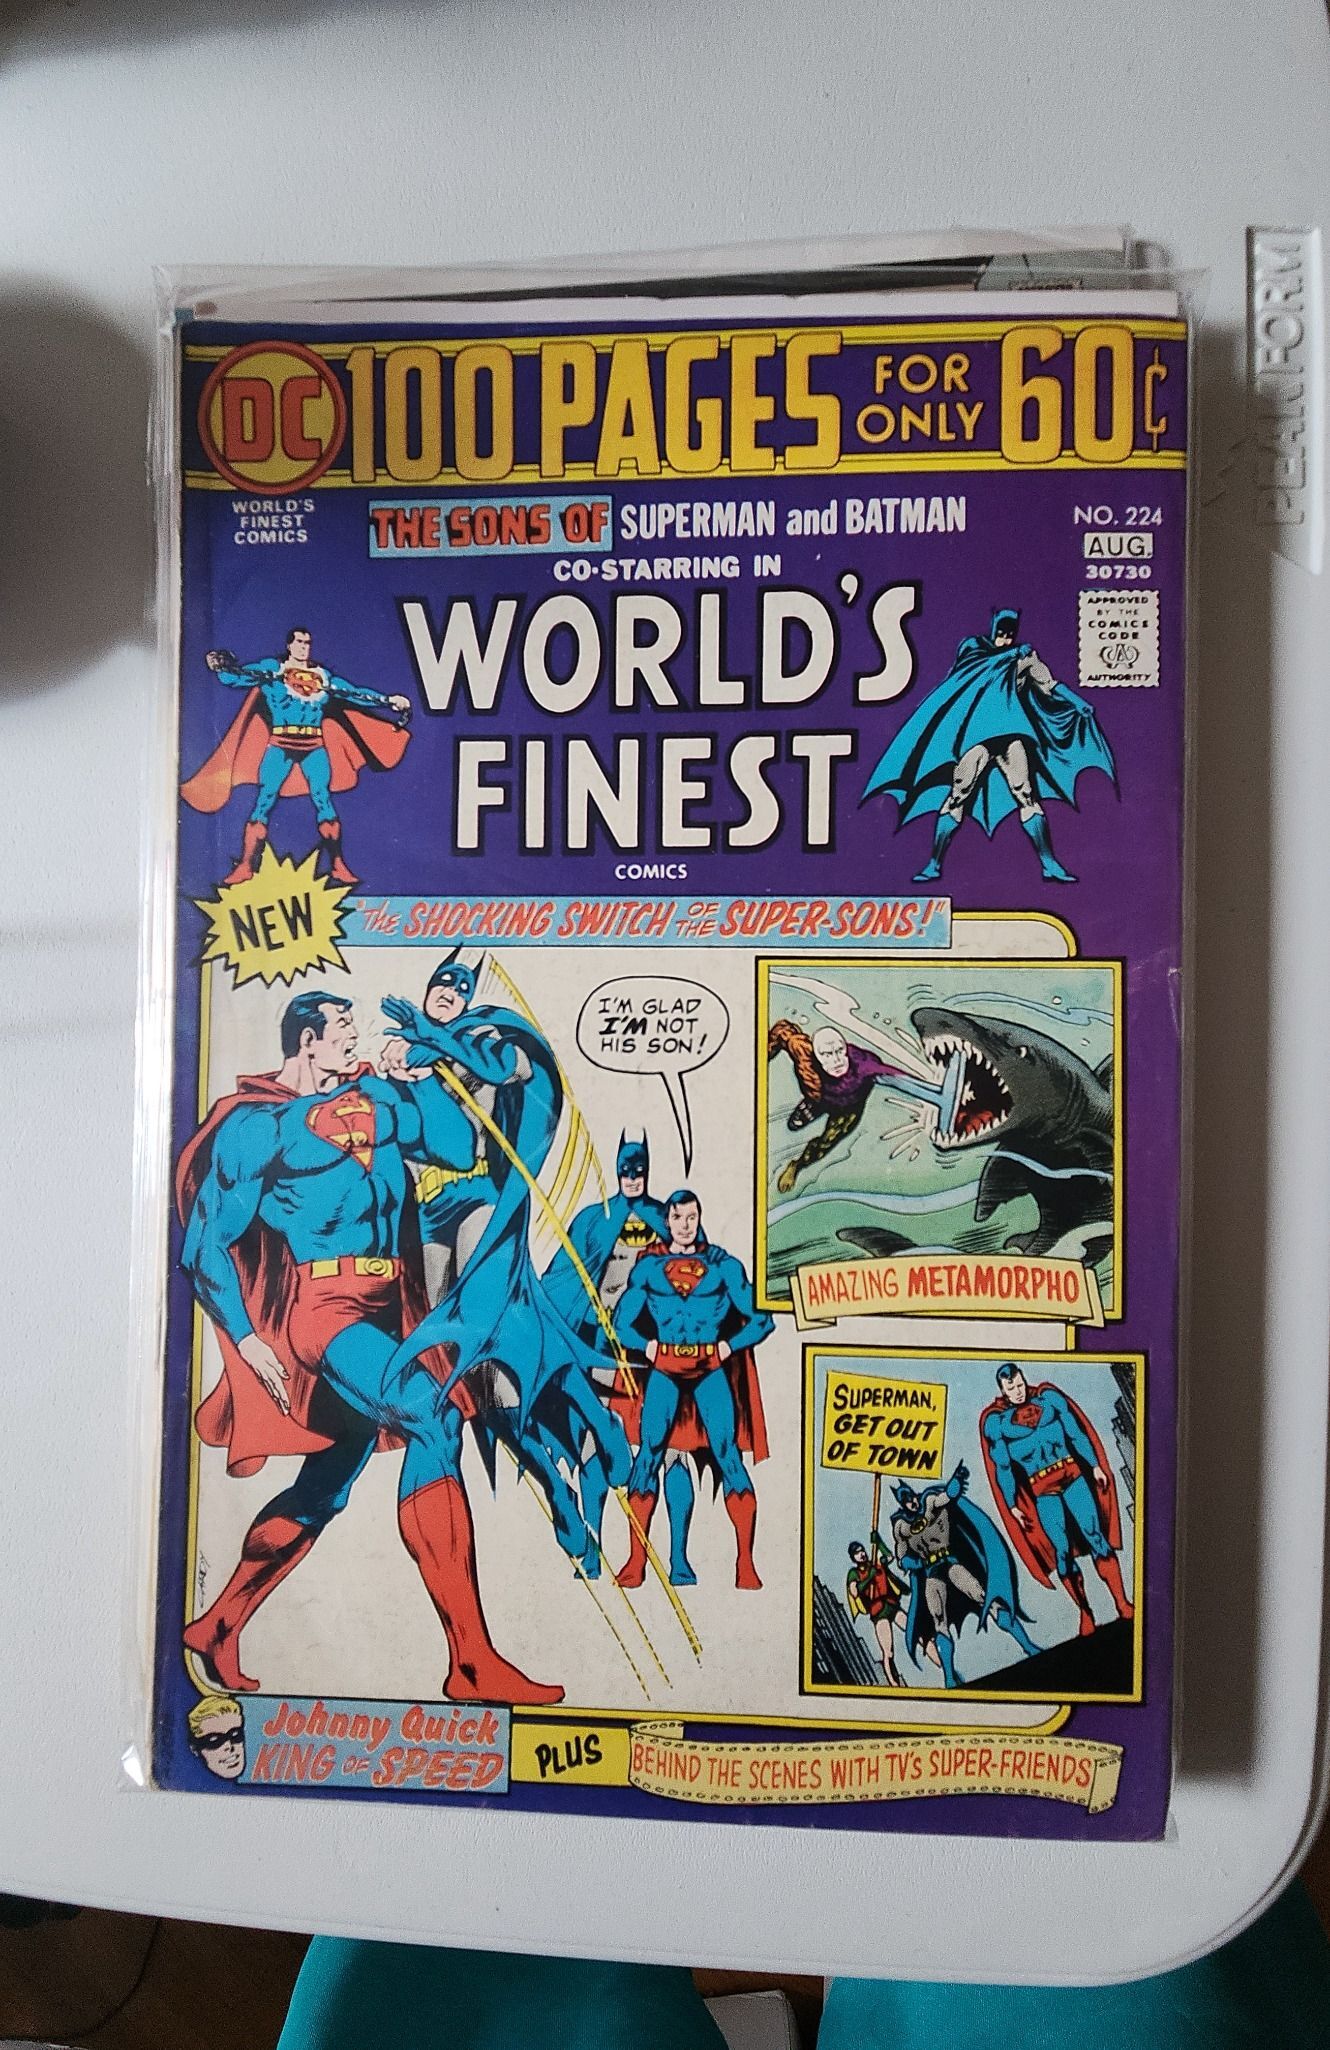 DC 100 PAGES FOR ONLY 60¢
WORLD'S
FINEST
COMICS
THE SONS OF SUPERMAN and BATMAN
CO-STARRING IN
WORLD'S
FINEST
COMICS
NO. 224
AUG.
30730
APPROVED
BY THE
COMICS
CODE
AUTHORITY
NEW
"The SHOCKING SWITCH OF THE SUPER-SONS!"
I'M GLAD
I'M NOT
HIS SON!
AMAZING METAMORPHO
SUPERMAN,
GET OUT
OF TOWN
CARDY
Johnny Quick
KING OF SPEED
PLUS
BEHIND THE SCENES WITH TV's SUPER-FRIENDS
PEAK FORM